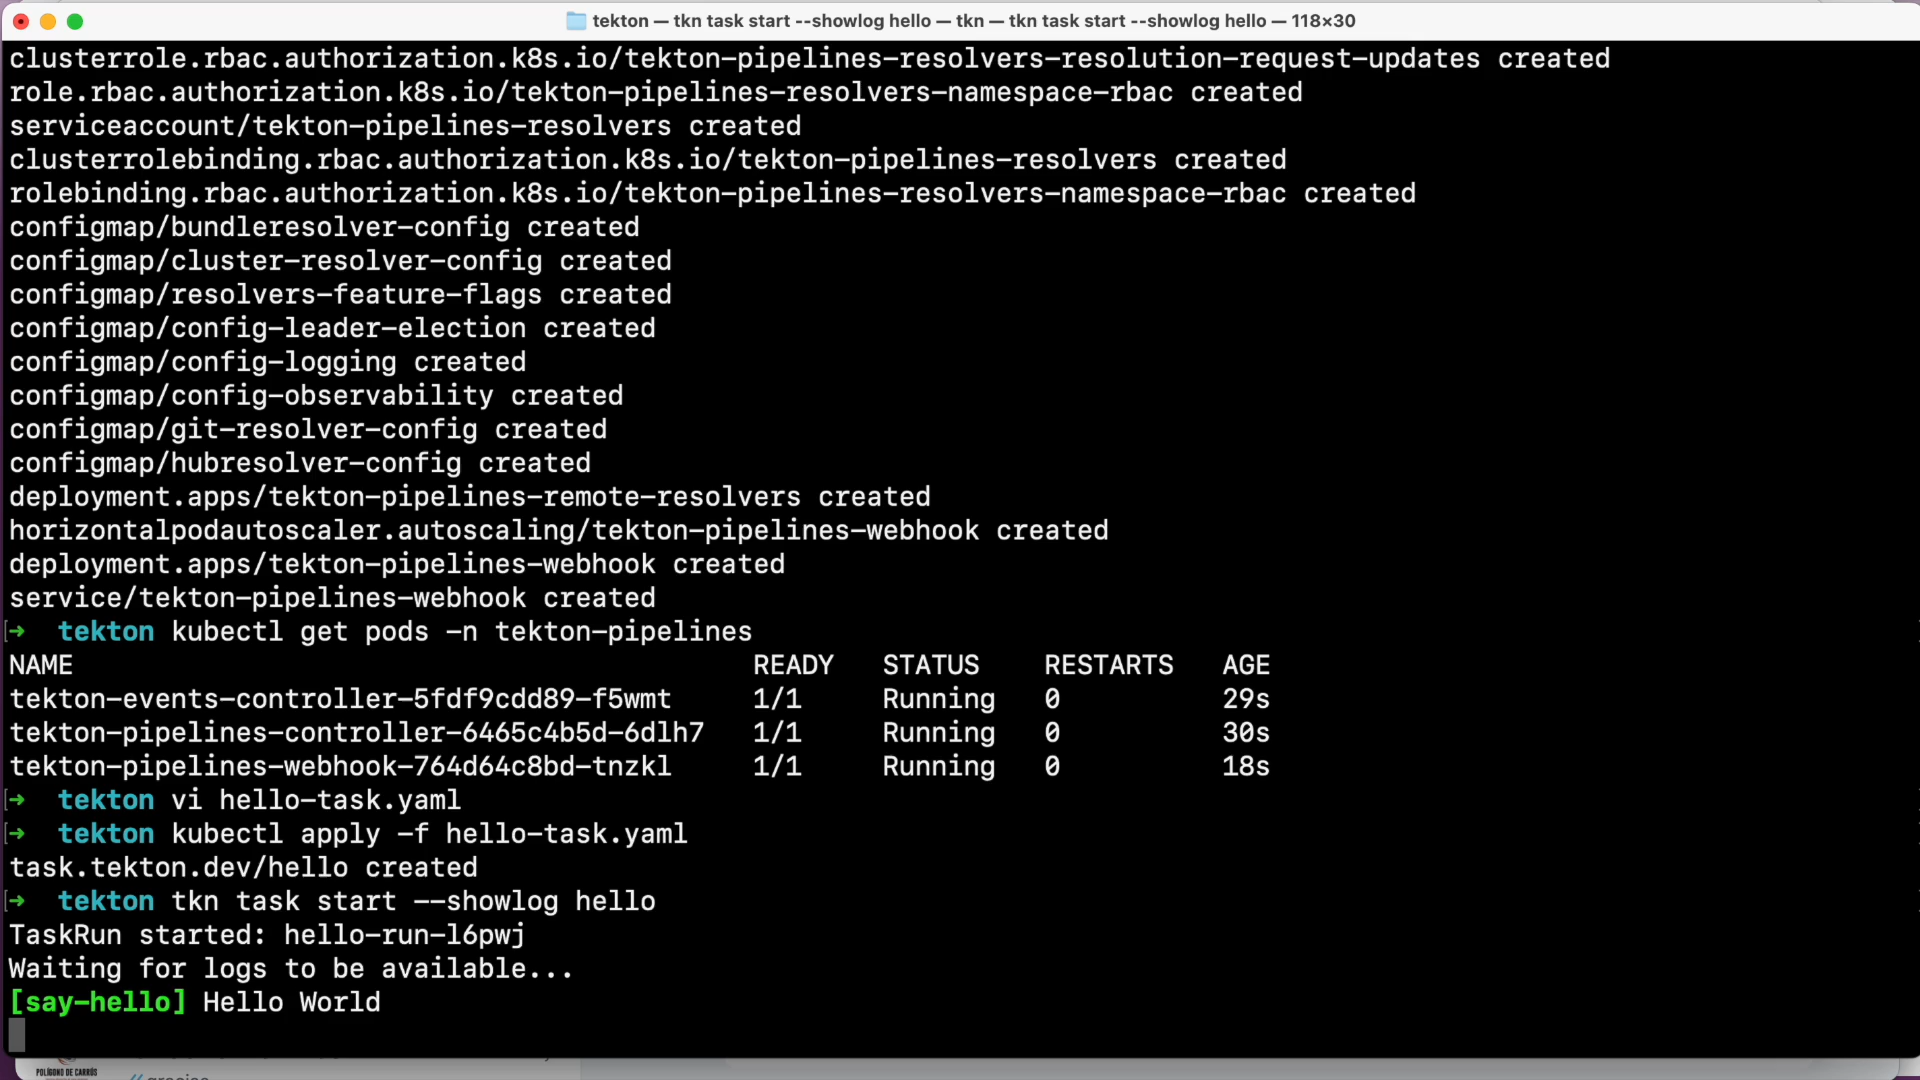 tekton — tkn task start --showlog hello — tkn — tkn task start --showlog hello — 118×30
clusterrole.rbac.authorization.k8s.io/tekton-pipelines-resolvers-resolution-request-updates created
role.rbac.authorization.k8s.io/tekton-pipelines-resolvers-namespace-rbac created
serviceaccount/tekton-pipelines-resolvers created
clusterrolebinding.rbac.authorization.k8s.io/tekton-pipelines-resolvers created
rolebinding.rbac.authorization.k8s.io/tekton-pipelines-resolvers-namespace-rbac created
configmap/bundleresolver-config created
configmap/cluster-resolver-config created
configmap/resolvers-feature-flags created
configmap/config-leader-election created
configmap/config-logging created
configmap/config-observability created
configmap/git-resolver-config created
configmap/hubresolver-config created
deployment.apps/tekton-pipelines-remote-resolvers created
horizontalpodautoscaler.autoscaling/tekton-pipelines-webhook created
deployment.apps/tekton-pipelines-webhook created
service/tekton-pipelines-webhook created
[→ tekton kubectl get pods -n tekton-pipelines
NAME READY STATUS RESTARTS AGE
tekton-events-controller-5fdf9cdd89-f5wmt 1/1 Running 0 29s
tekton-pipelines-controller-6465c4b5d-6dlh7 1/1 Running 0 30s
tekton-pipelines-webhook-764d64c8bd-tnzkl 1/1 Running 0 18s
[→ tekton vi hello-task.yaml
[→ tekton kubectl apply -f hello-task.yaml
task.tekton.dev/hello created
[→ tekton tkn task start --showlog hello
TaskRun started: hello-run-l6pwj
Waiting for logs to be available...
[say-hello] Hello World
POLÍGONO DE CARRÚS